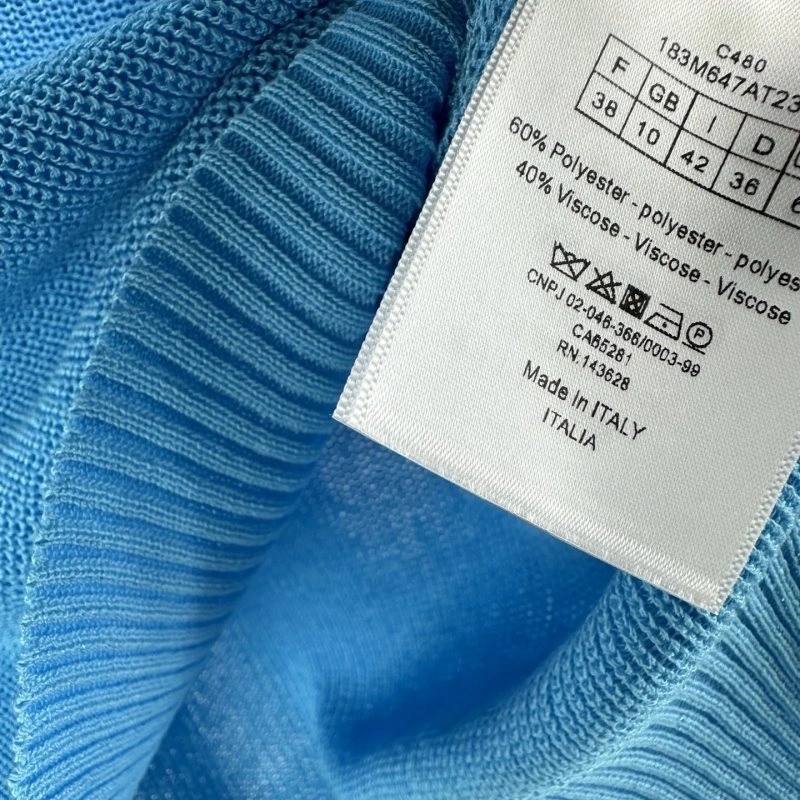 C480
183M647AT23
F GB I D
38 10 42 36
60% Polyester - polyester - polyes
40% Viscose - Viscose - Viscose
P
CNPJ 02-046-366/0003-99
CA65281
RN.143628
Made in ITALY
ITALIA